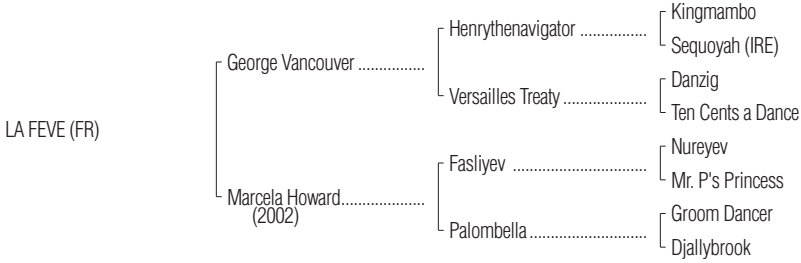 Kingmambo
Henrythenavigator ................
Sequoyah (IRE)
George Vancouver ................
Danzig
Versailles Treaty ....................
Ten Cents a Dance
LA FEVE (FR)
Nureyev
Fasliyev ................................
Mr. P's Princess
Marcela Howard....................
(2002)
Groom Dancer
Palombella ............................
Djallybrook